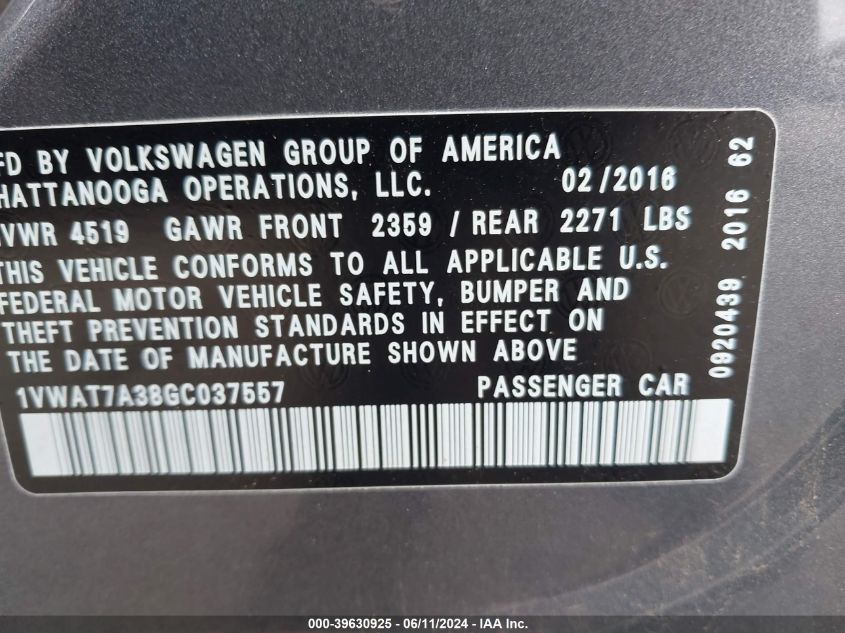 FD BY VOLKSWAGEN GROUP OF AMERICA
HATTANOOGA OPERATIONS, LLC. 02/2016
VWR 4519 GAWR FRONT 2359 / REAR 2271 LBS
THIS VEHICLE CONFORMS TO ALL APPLICABLE U.S.
FEDERAL MOTOR VEHICLE SAFETY, BUMPER AND
THEFT PREVENTION STANDARDS IN EFFECT ON
THE DATE OF MANUFACTURE SHOWN ABOVE
1VWAT7A38GC037557 PASSENGER CAR
0920439 2016 62
000-39630925 - 06/11/2024 - IAA Inc.